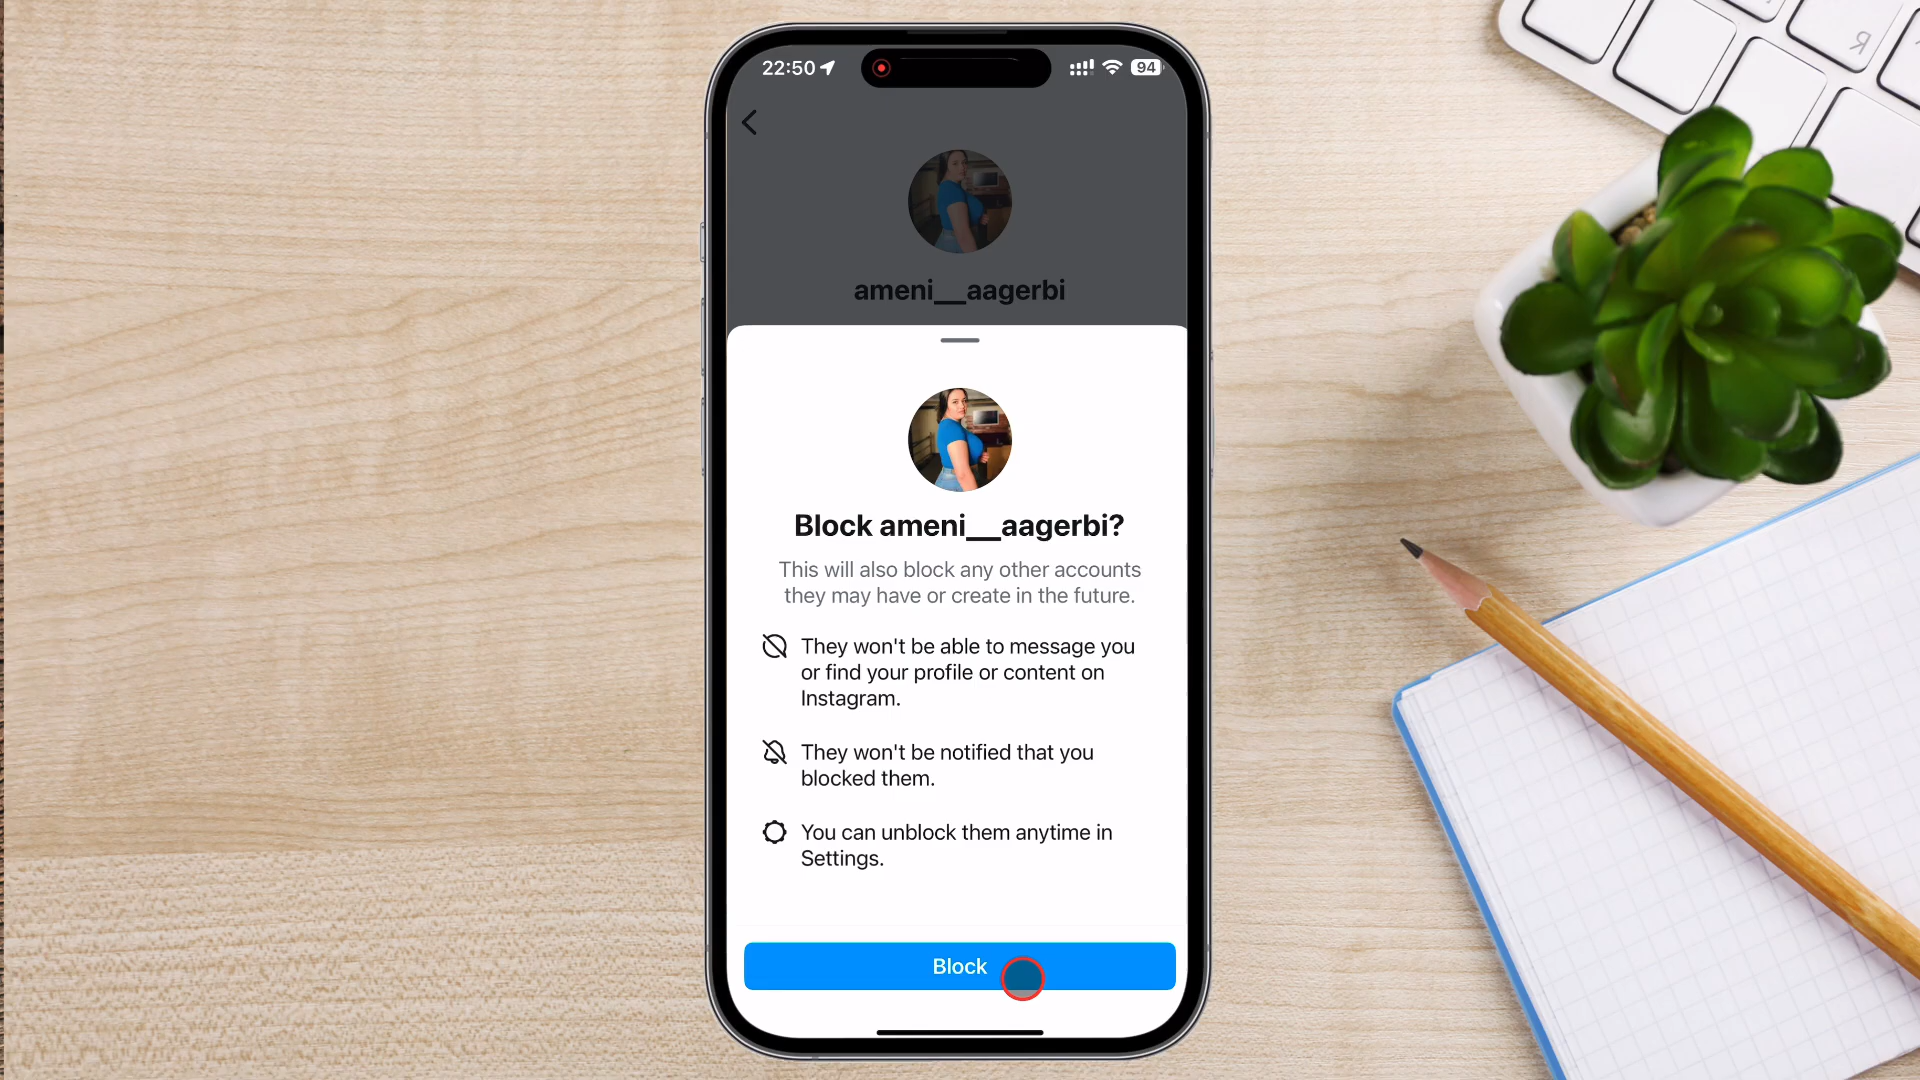 22:50
94
ameni__aagerbi
Block ameni__aagerbi?
This will also block any other accounts
they may have or create in the future.
They won't be able to message you
or find your profile or content on
Instagram.
They won't be notified that you
blocked them.
You can unblock them anytime in
Settings.
Block
R